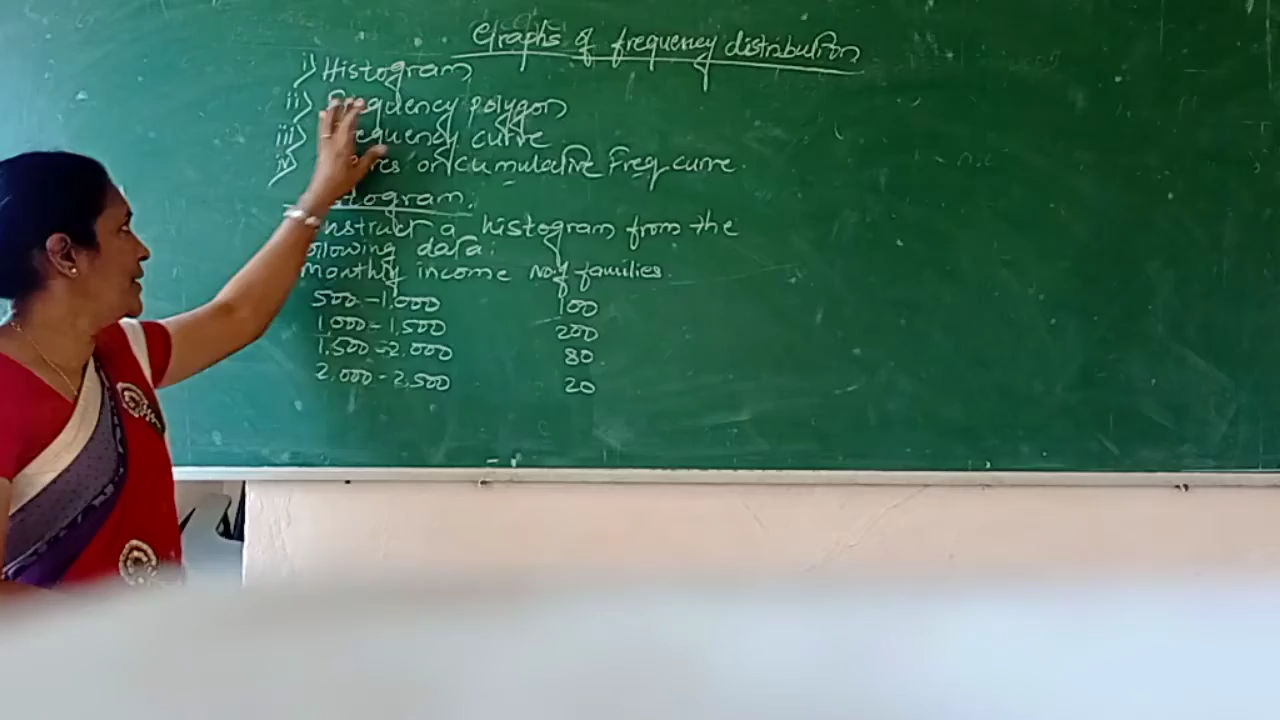 Graphs of frequency distribution
i) Histogram
ii) Frequency polygon
iii) Frequency curve
iv) or Cumulative Freq. curve.
Histogram.
Construct a histogram from the
following data:
Monthly income No. of families.
500 - 1,000 100
1,000 - 1,500 200
1,500 - 2,000 80
2,000 - 2,500 20